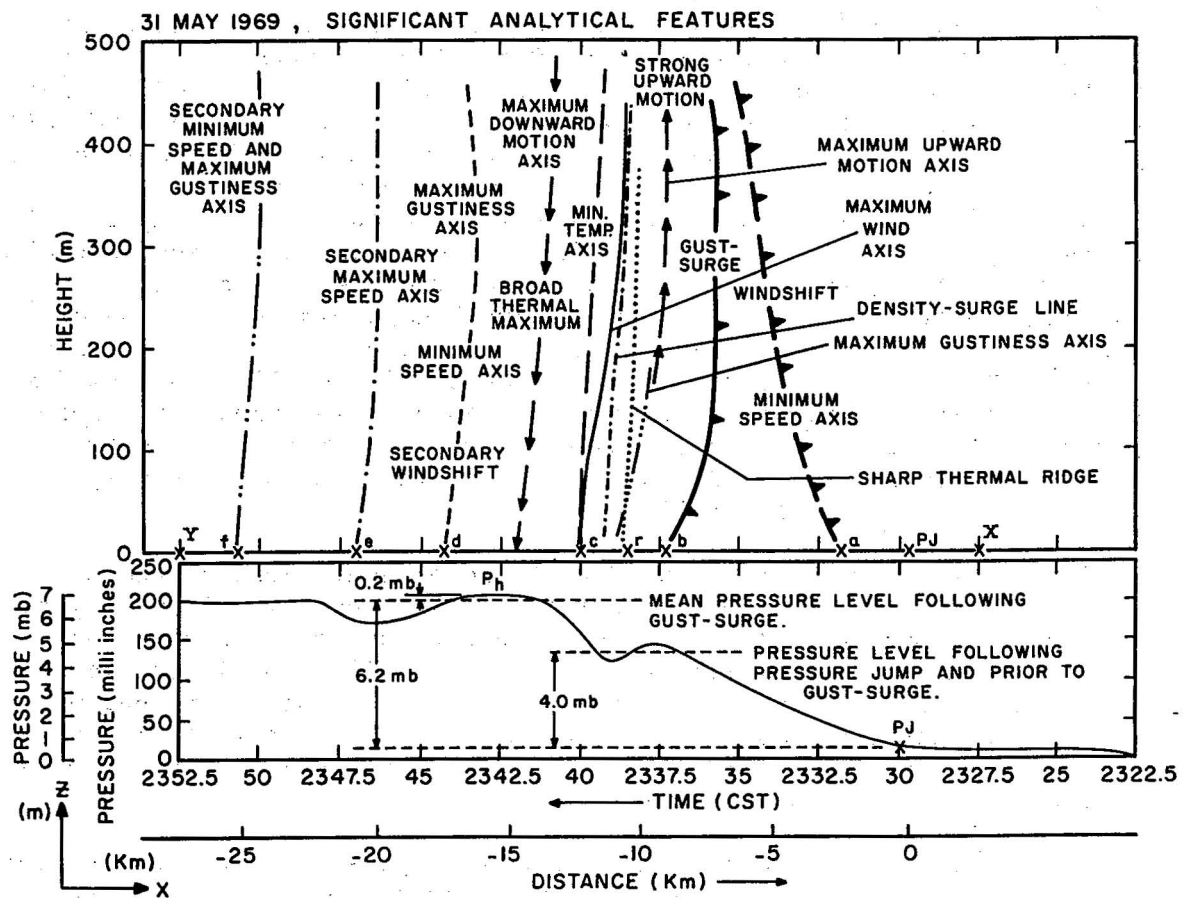 31 MAY 1969 , SIGNIFICANT ANALYTICAL FEATURES
500
400
300
200
100
0
HEIGHT (m)
SECONDARY
MINIMUM
SPEED AND
MAXIMUM
GUSTINESS
AXIS
SECONDARY
MAXIMUM
SPEED AXIS
MAXIMUM
GUSTINESS
AXIS
MINIMUM
SPEED AXIS
SECONDARY
WINDSHIFT
MAXIMUM
DOWNWARD
MOTION
AXIS
BROAD
THERMAL
MAXIMUM
MIN.
TEMP.
AXIS
STRONG
UPWARD
MOTION
GUST-
SURGE
WINDSHIFT
MINIMUM
SPEED AXIS
MAXIMUM UPWARD
MOTION AXIS
MAXIMUM
WIND
AXIS
DENSITY-SURGE LINE
MAXIMUM GUSTINESS AXIS
SHARP THERMAL RIDGE
Y
f
e
d
c
r
b
a
PJ
X
PRESSURE (mb)
7
6
5
4
3
2
1
0
PRESSURE (milli inches)
250
200
150
100
50
0
0.2 mb
Ph
6.2 mb
4.0 mb
MEAN PRESSURE LEVEL FOLLOWING
GUST-SURGE.
PRESSURE LEVEL FOLLOWING
PRESSURE JUMP AND PRIOR TO
GUST-SURGE.
PJ
2352.5 50 2347.5 45 2342.5 40 2337.5 35 2332.5 30 2327.5 25 2322.5
TIME (CST)
Z
(m)
(Km)
X
-25 -20 -15 -10 -5 0
DISTANCE (Km)